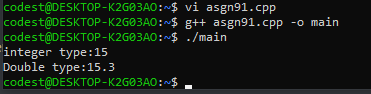 codest@DESKTOP-K2G03AO:~$ vi asgn91.cpp
codest@DESKTOP-K2G03AO:~$ g++ asgn91.cpp -o main
codest@DESKTOP-K2G03AO:~$ ./main
integer type:15
Double type:15.3
codest@DESKTOP-K2G03AO:~$